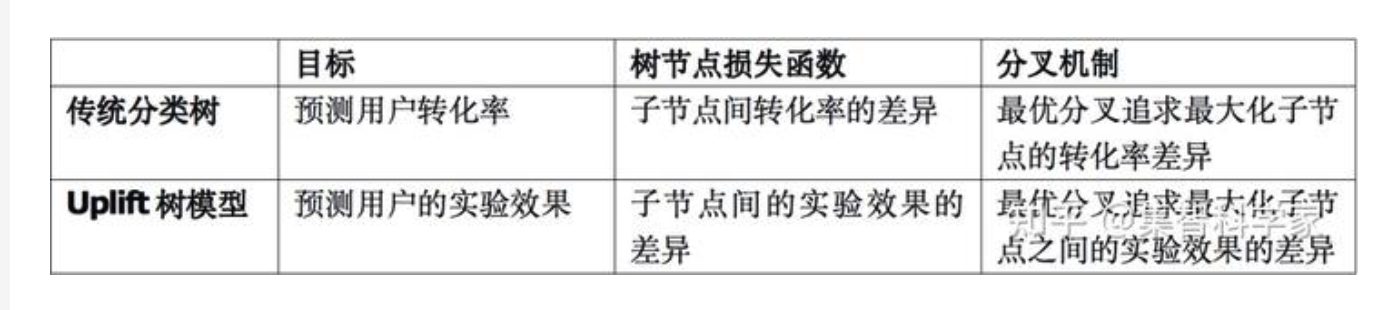 目标 树节点损失函数 分叉机制
传统分类树 预测用户转化率 子节点间转化率的差异 最优分叉追求最大化子节
点的转化率差异
Uplift 树模型 预测用户的实验效果 子节点间的实验效果的 最优分叉追求最大化子节
差异 点之间的实验效果的差异
知乎 @集智科学家